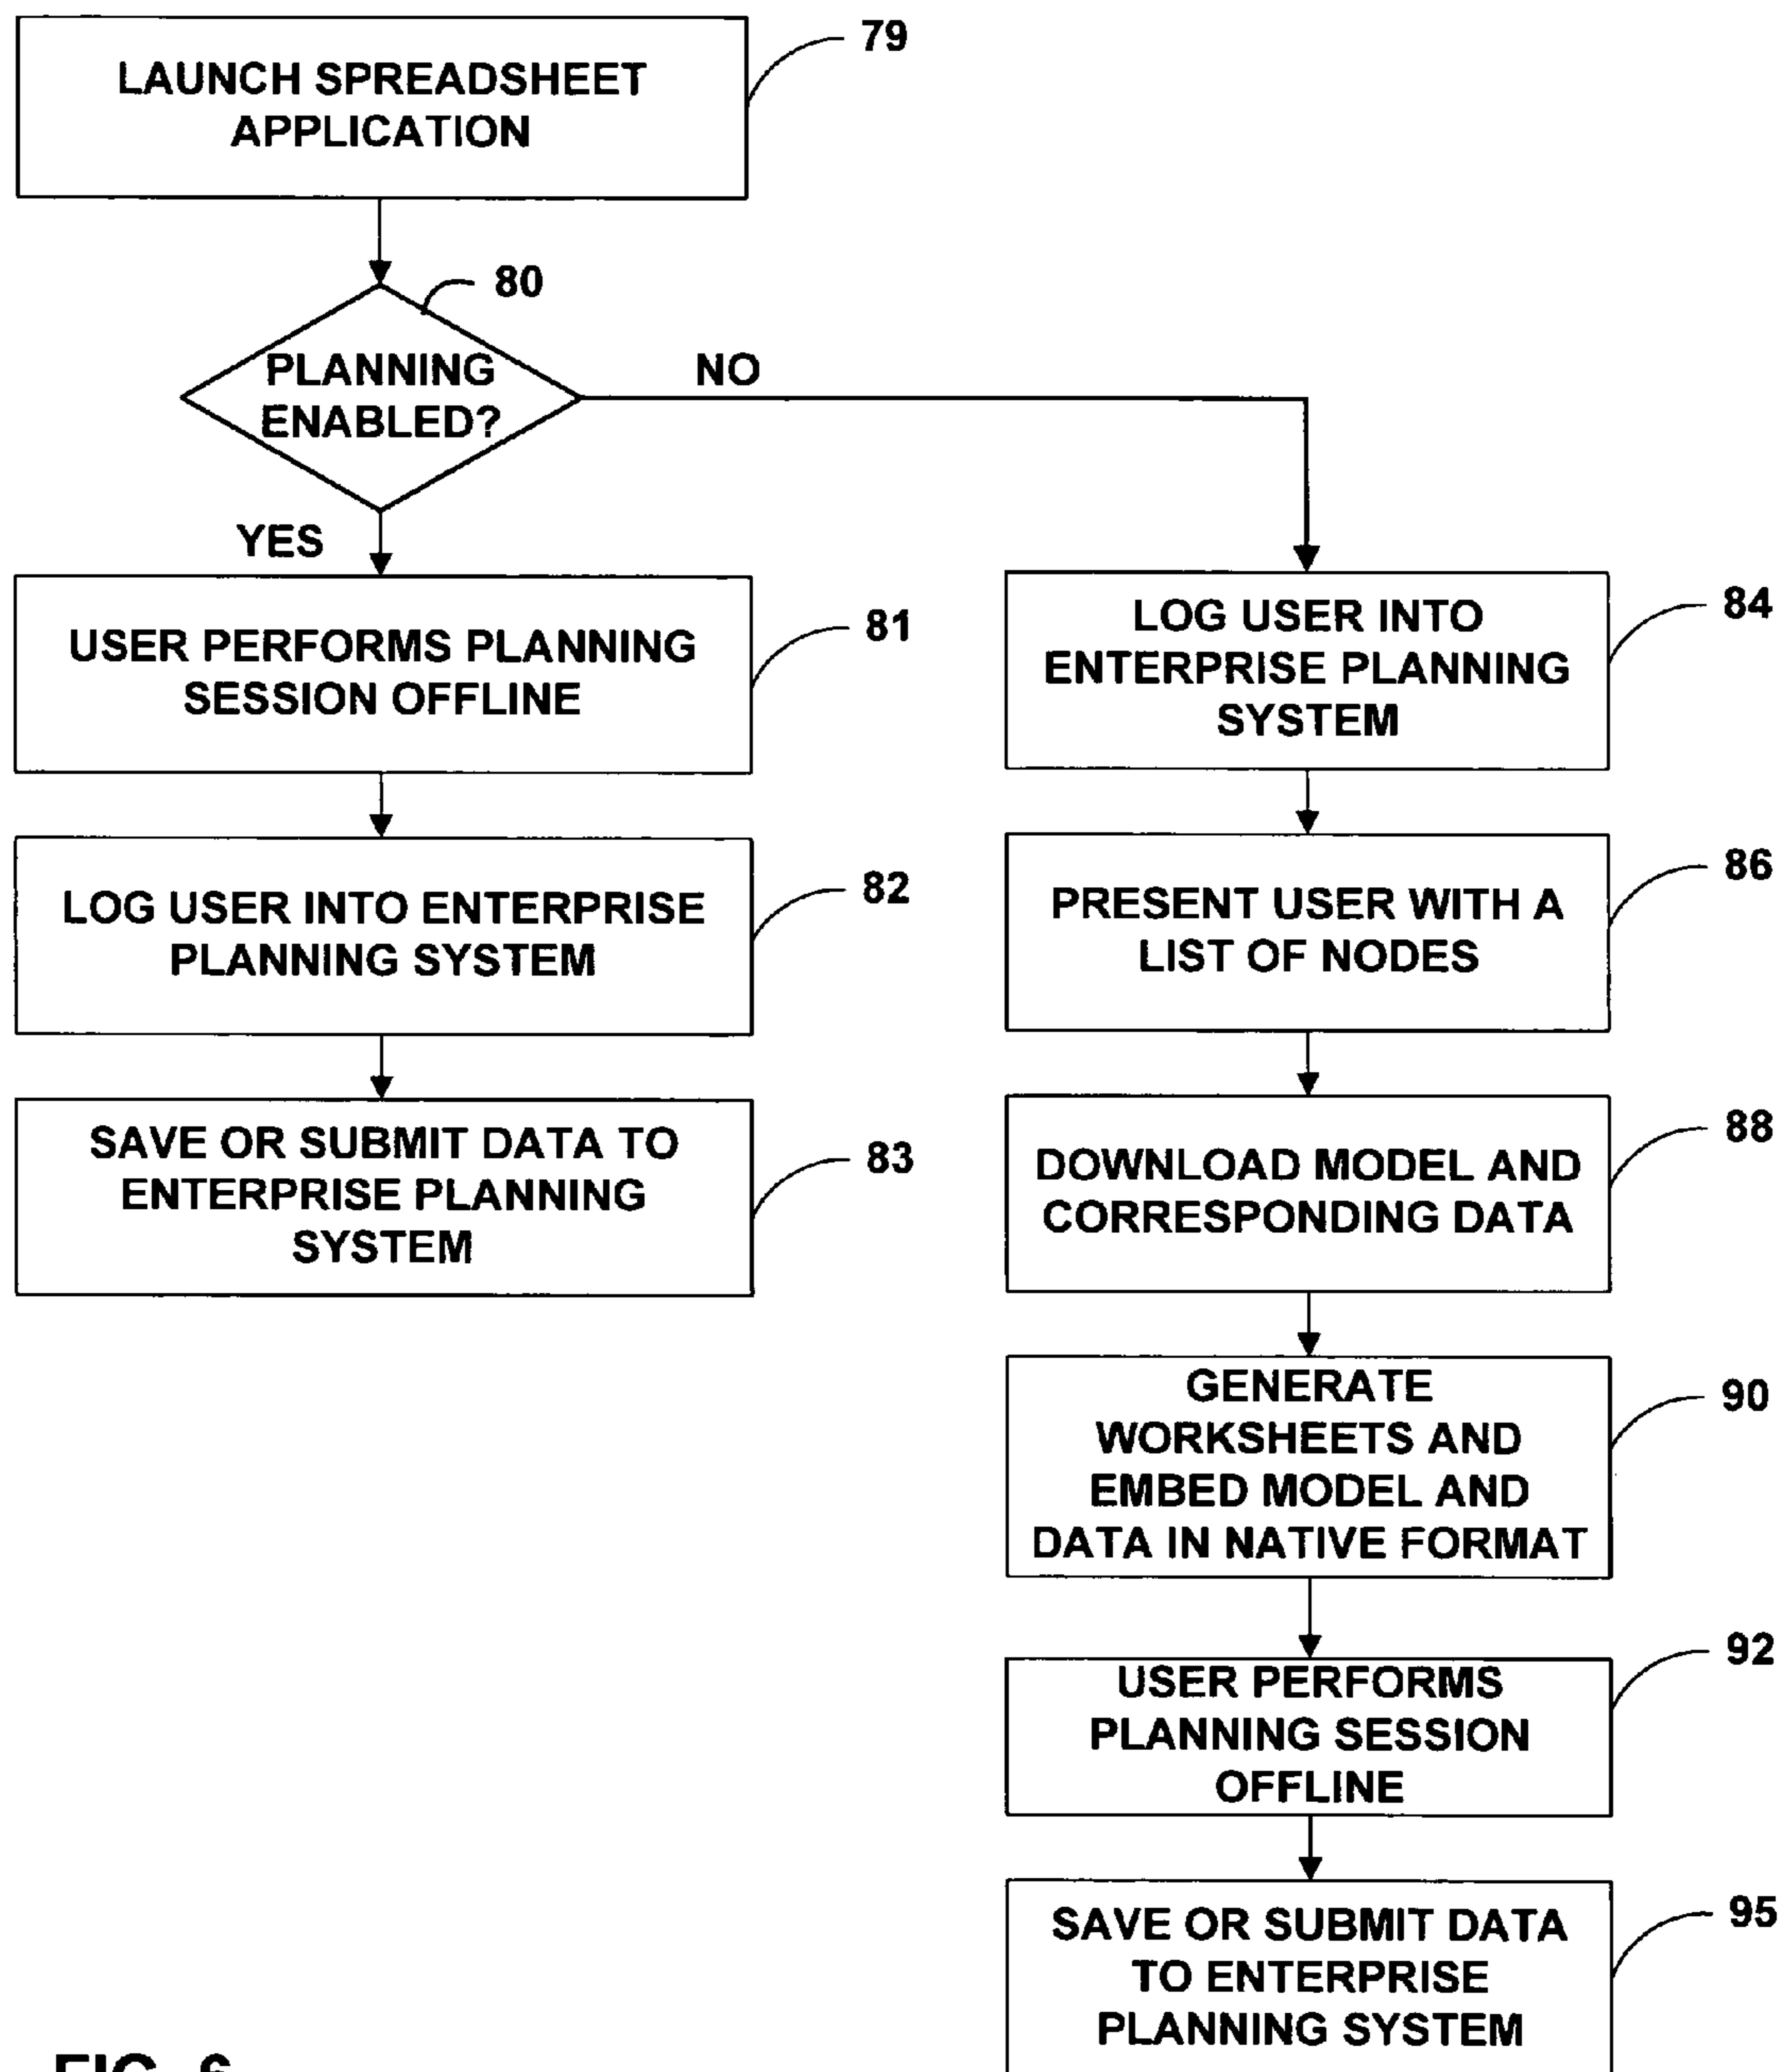 LAUNCH SPREADSHEET
APPLICATION
79
80
PLANNING
ENABLED?
NO
YES
USER PERFORMS PLANNING
SESSION OFFLINE
81
LOG USER INTO ENTERPRISE
PLANNING SYSTEM
82
SAVE OR SUBMIT DATA TO
ENTERPRISE PLANNING
SYSTEM
83
LOG USER INTO
ENTERPRISE PLANNING
SYSTEM
84
PRESENT USER WITH A
LIST OF NODES
86
DOWNLOAD MODEL AND
CORRESPONDING DATA
88
GENERATE
WORKSHEETS AND
EMBED MODEL AND
DATA IN NATIVE FORMAT
90
USER PERFORMS
PLANNING SESSION
OFFLINE
92
SAVE OR SUBMIT DATA
TO ENTERPRISE
PLANNING SYSTEM
95
FIG. 6